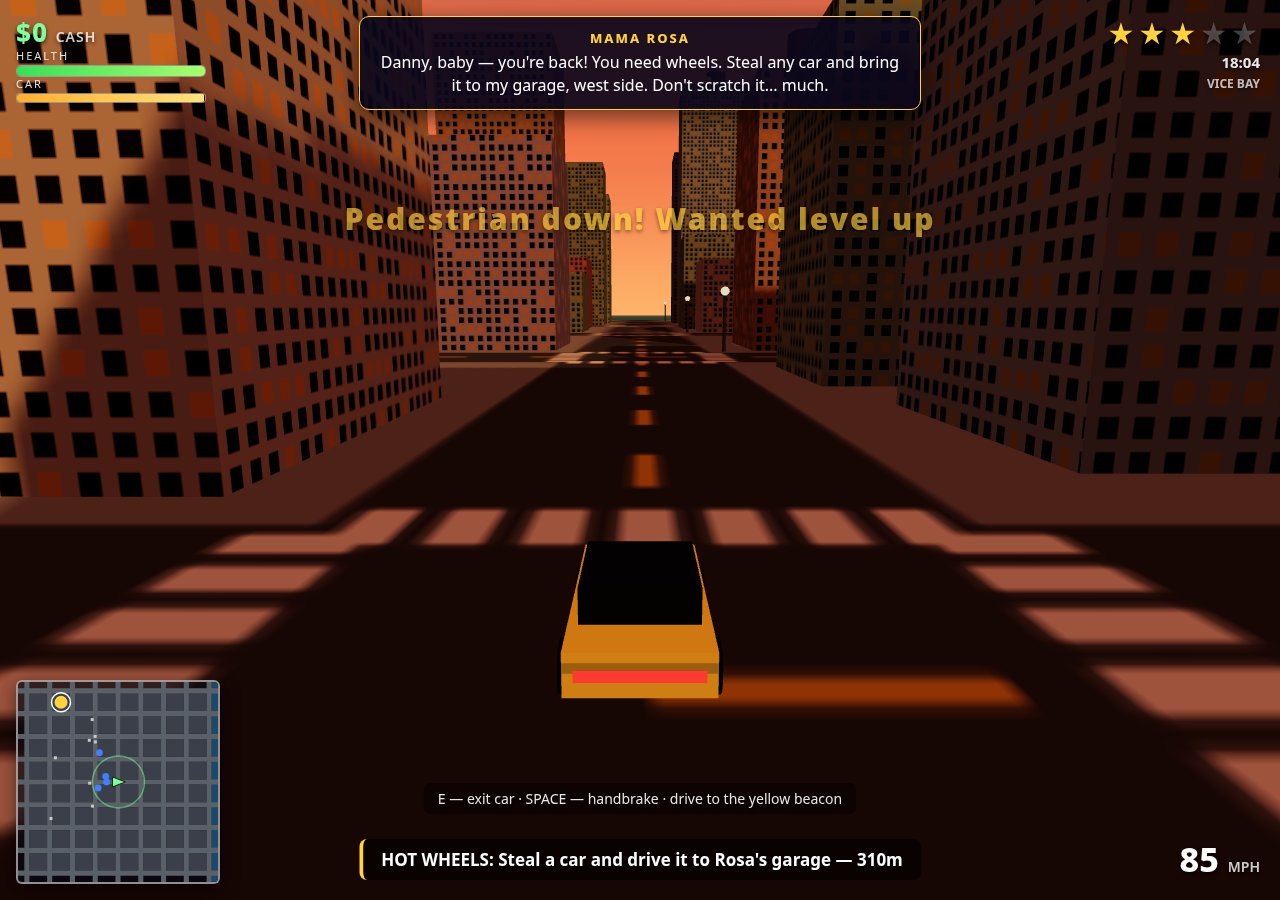 $0 CASH
HEALTH
CAR
MAMA ROSA
Danny, baby — you're back! You need wheels. Steal any car and bring
it to my garage, west side. Don't scratch it... much.
★★★★★
18:04
VICE BAY
Pedestrian down! Wanted level up
E — exit car · SPACE — handbrake · drive to the yellow beacon
HOT WHEELS: Steal a car and drive it to Rosa's garage — 310m
85 MPH